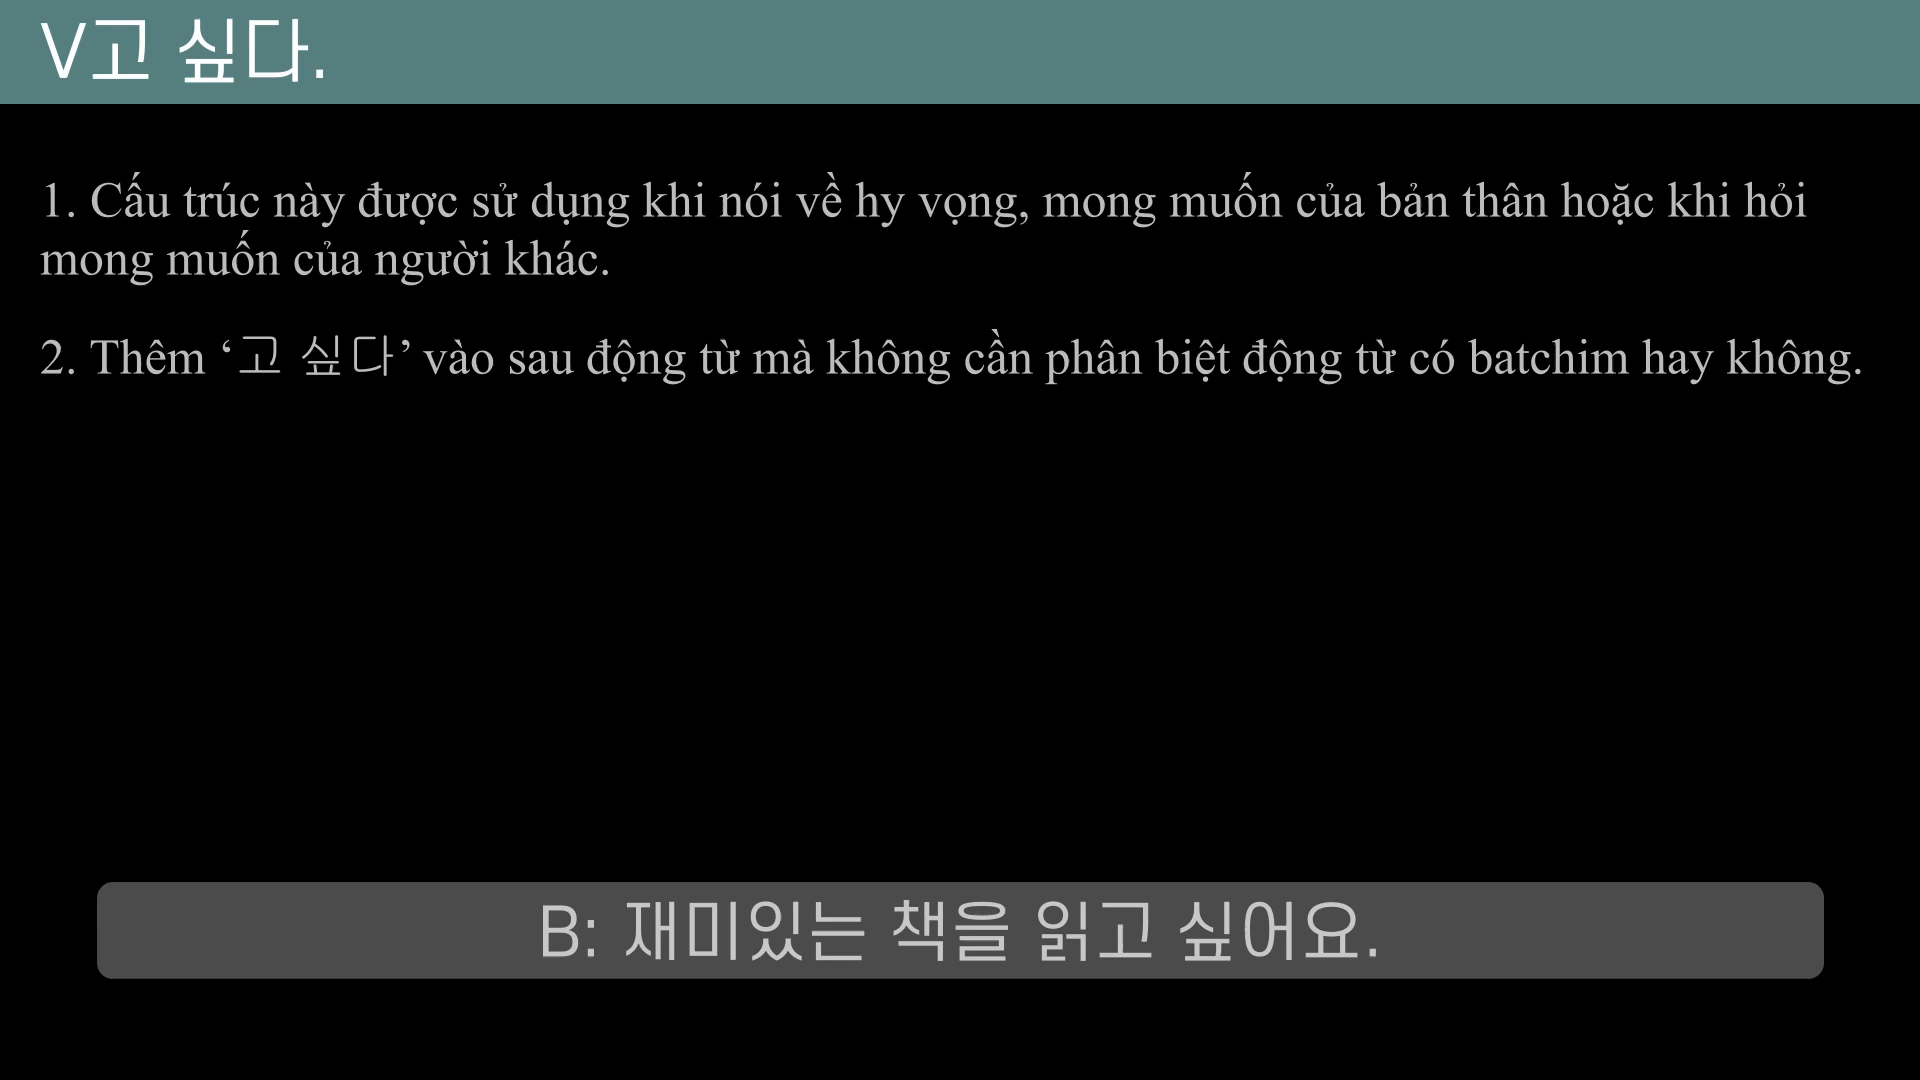 V고 싶다.
1. Cấu trúc này được sử dụng khi nói về hy vọng, mong muốn của bản thân hoặc khi hỏi
mong muốn của người khác.
2. Thêm ‘고 싶다’ vào sau động từ mà không cần phân biệt động từ có batchim hay không.
B: 재미있는 책을 읽고 싶어요.